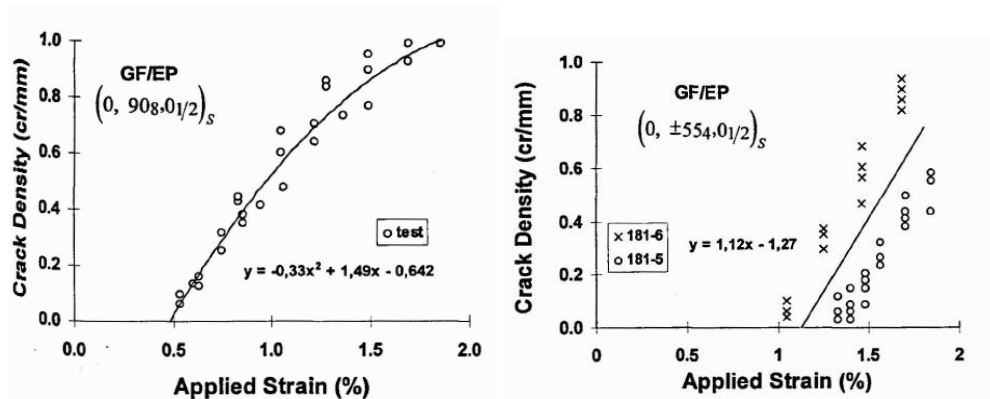 Crack Density (cr/mm)
1.0
0.8
0.6
0.4
0.2
0.0
GF/EP
(0, 908,01/2)S
test
y = -0,33x² + 1,49x - 0,642
0.0 0.5 1.0 1.5 2.0
Applied Strain (%)
Crack Density (cr/mm)
1.0
0.8
0.6
0.4
0.2
0.0
GF/EP
(0, ±554,01/2)S
181-6
181-5
y = 1,12x - 1,27
0 0.5 1 1.5 2
Applied Strain (%)